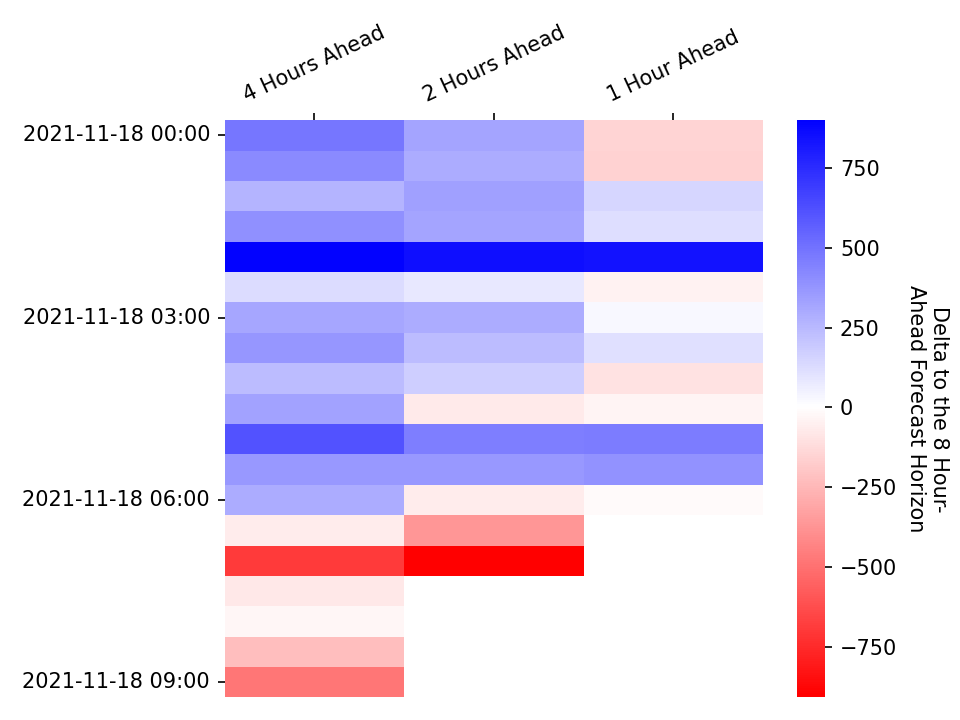 4 Hours Ahead
2 Hours Ahead
1 Hour Ahead
2021-11-18 00:00
2021-11-18 03:00
2021-11-18 06:00
2021-11-18 09:00
750
500
250
0
−250
−500
−750
Delta to the 8 Hour-
Ahead Forecast Horizon